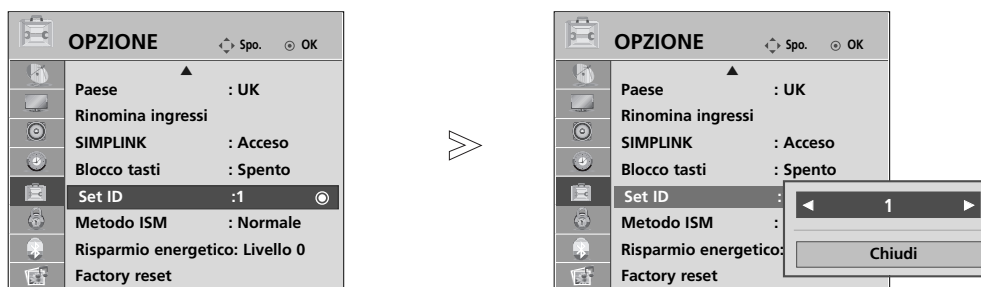 OPZIONE Spo. OK
Paese : UK
Rinomina ingressi
SIMPLINK : Acceso
Blocco tasti : Spento
Set ID :1
Metodo ISM : Normale
Risparmio energetico: Livello 0
Factory reset
OPZIONE Spo. OK
Paese : UK
Rinomina ingressi
SIMPLINK : Acceso
Blocco tasti : Spento
Set ID :
1
Metodo ISM :
Risparmio energetico:
Chiudi
Factory reset